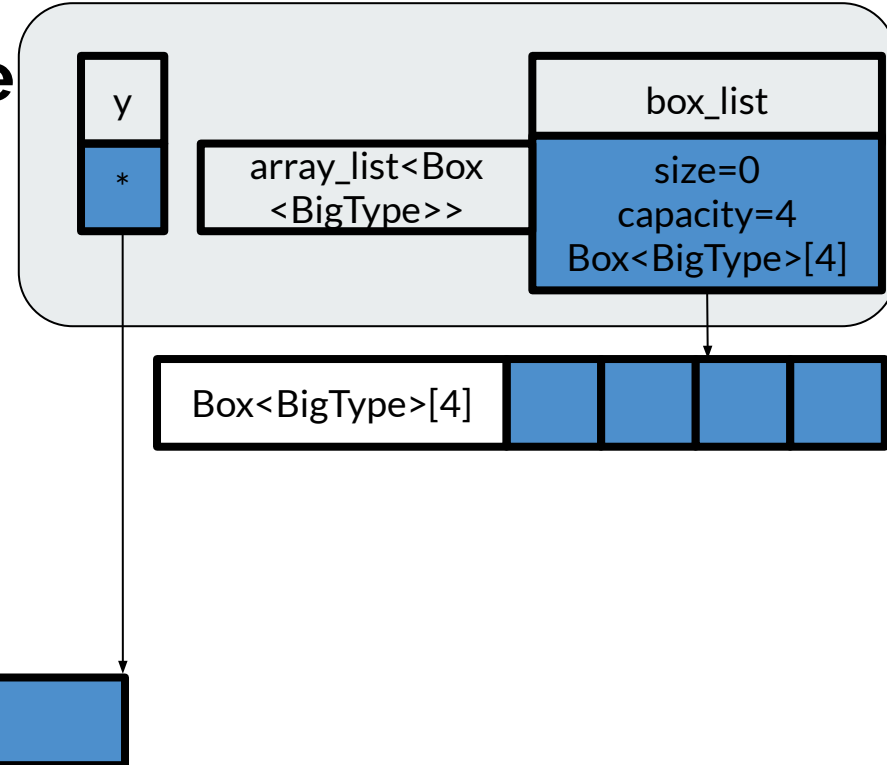 e
y
box_list
*
array_list<Box
<BigType>>
size=0
capacity=4
Box<BigType>[4]
Box<BigType>[4]